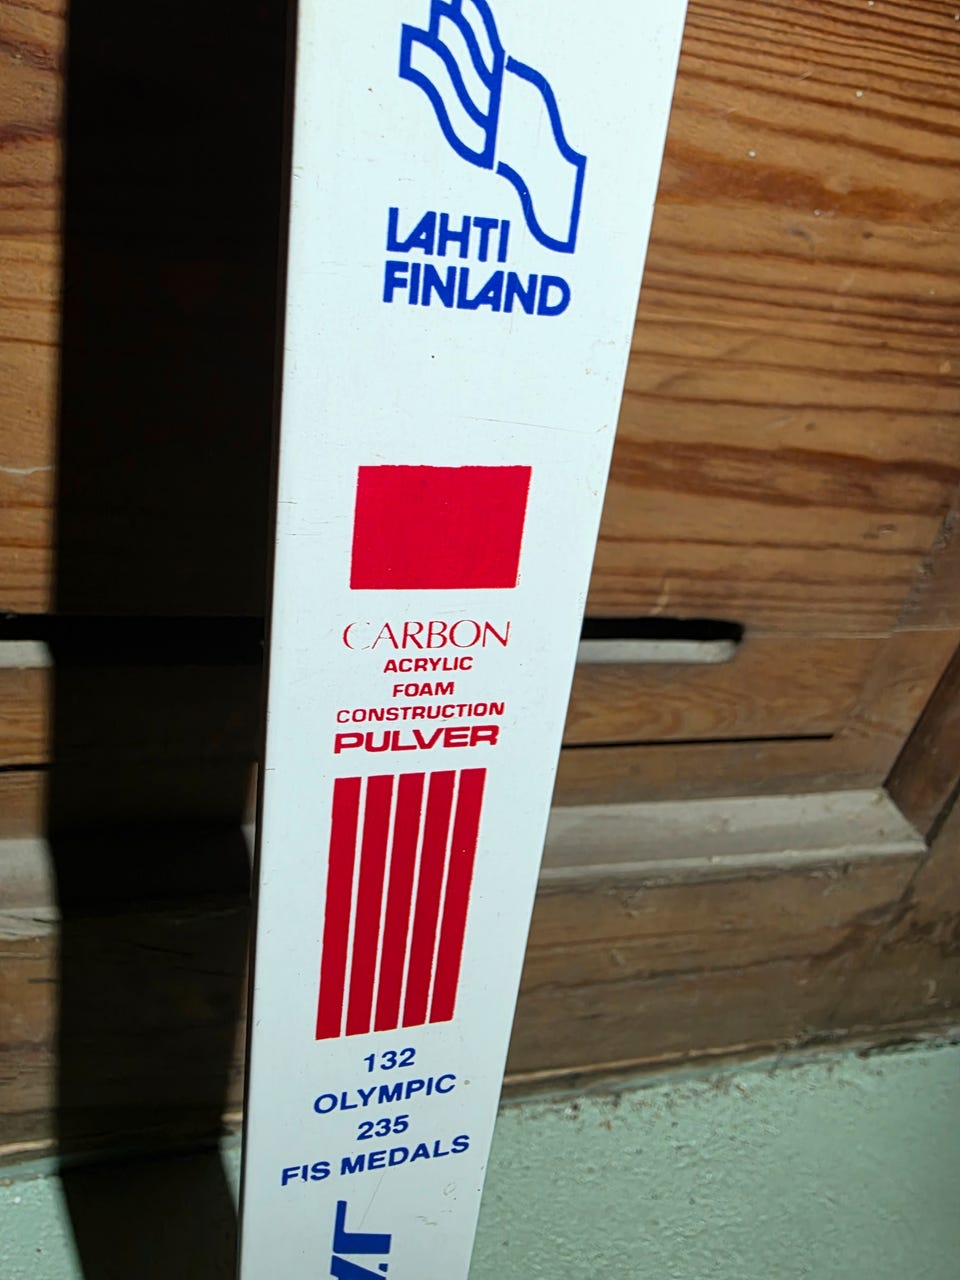 LAHTI
FINLAND
CARBON
ACRYLIC
FOAM
CONSTRUCTION
PULVER
132
OLYMPIC
235
FIS MEDALS